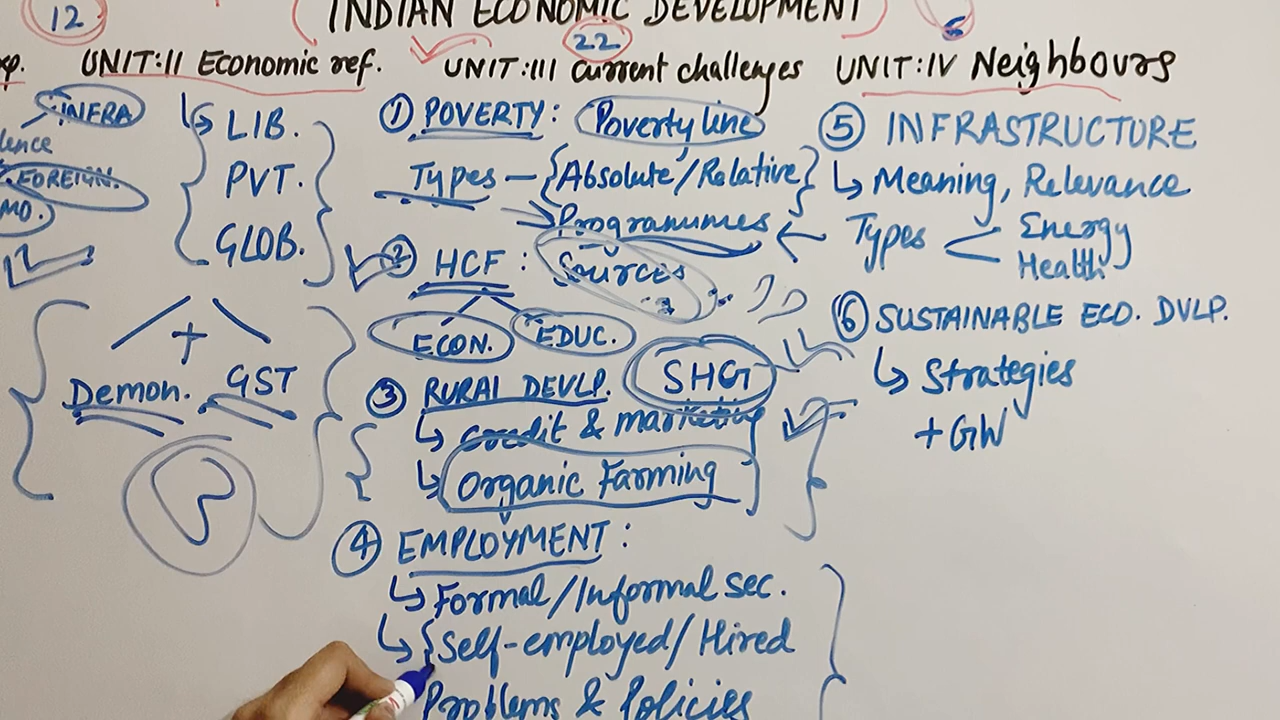 12
INDIAN ECONOMIC DEVELOPMENT
22
UNIT:II Economic ref.
UNIT:III Current challenges
UNIT:IV Neighbours
INFRA
FOREIGN
↳ LIB.
PVT.
GLOB.
+
Demon. GST
① POVERTY: Poverty line
Types — {Absolute/Relative}
Programmes
② HCF: Sources
ECON. EDUC.
③ RURAL DEVLP. SHG
↳ credit & marketing
↳ Organic Farming
④ EMPLOYMENT:
↳ Formal/Informal sec.
↳ {Self-employed/Hired
Problems & Policies
⑤ INFRASTRUCTURE
↳ Meaning, Relevance
Types < Energy
Health
⑥ SUSTAINABLE ECO. DVLP.
↳ Strategies
+ GW